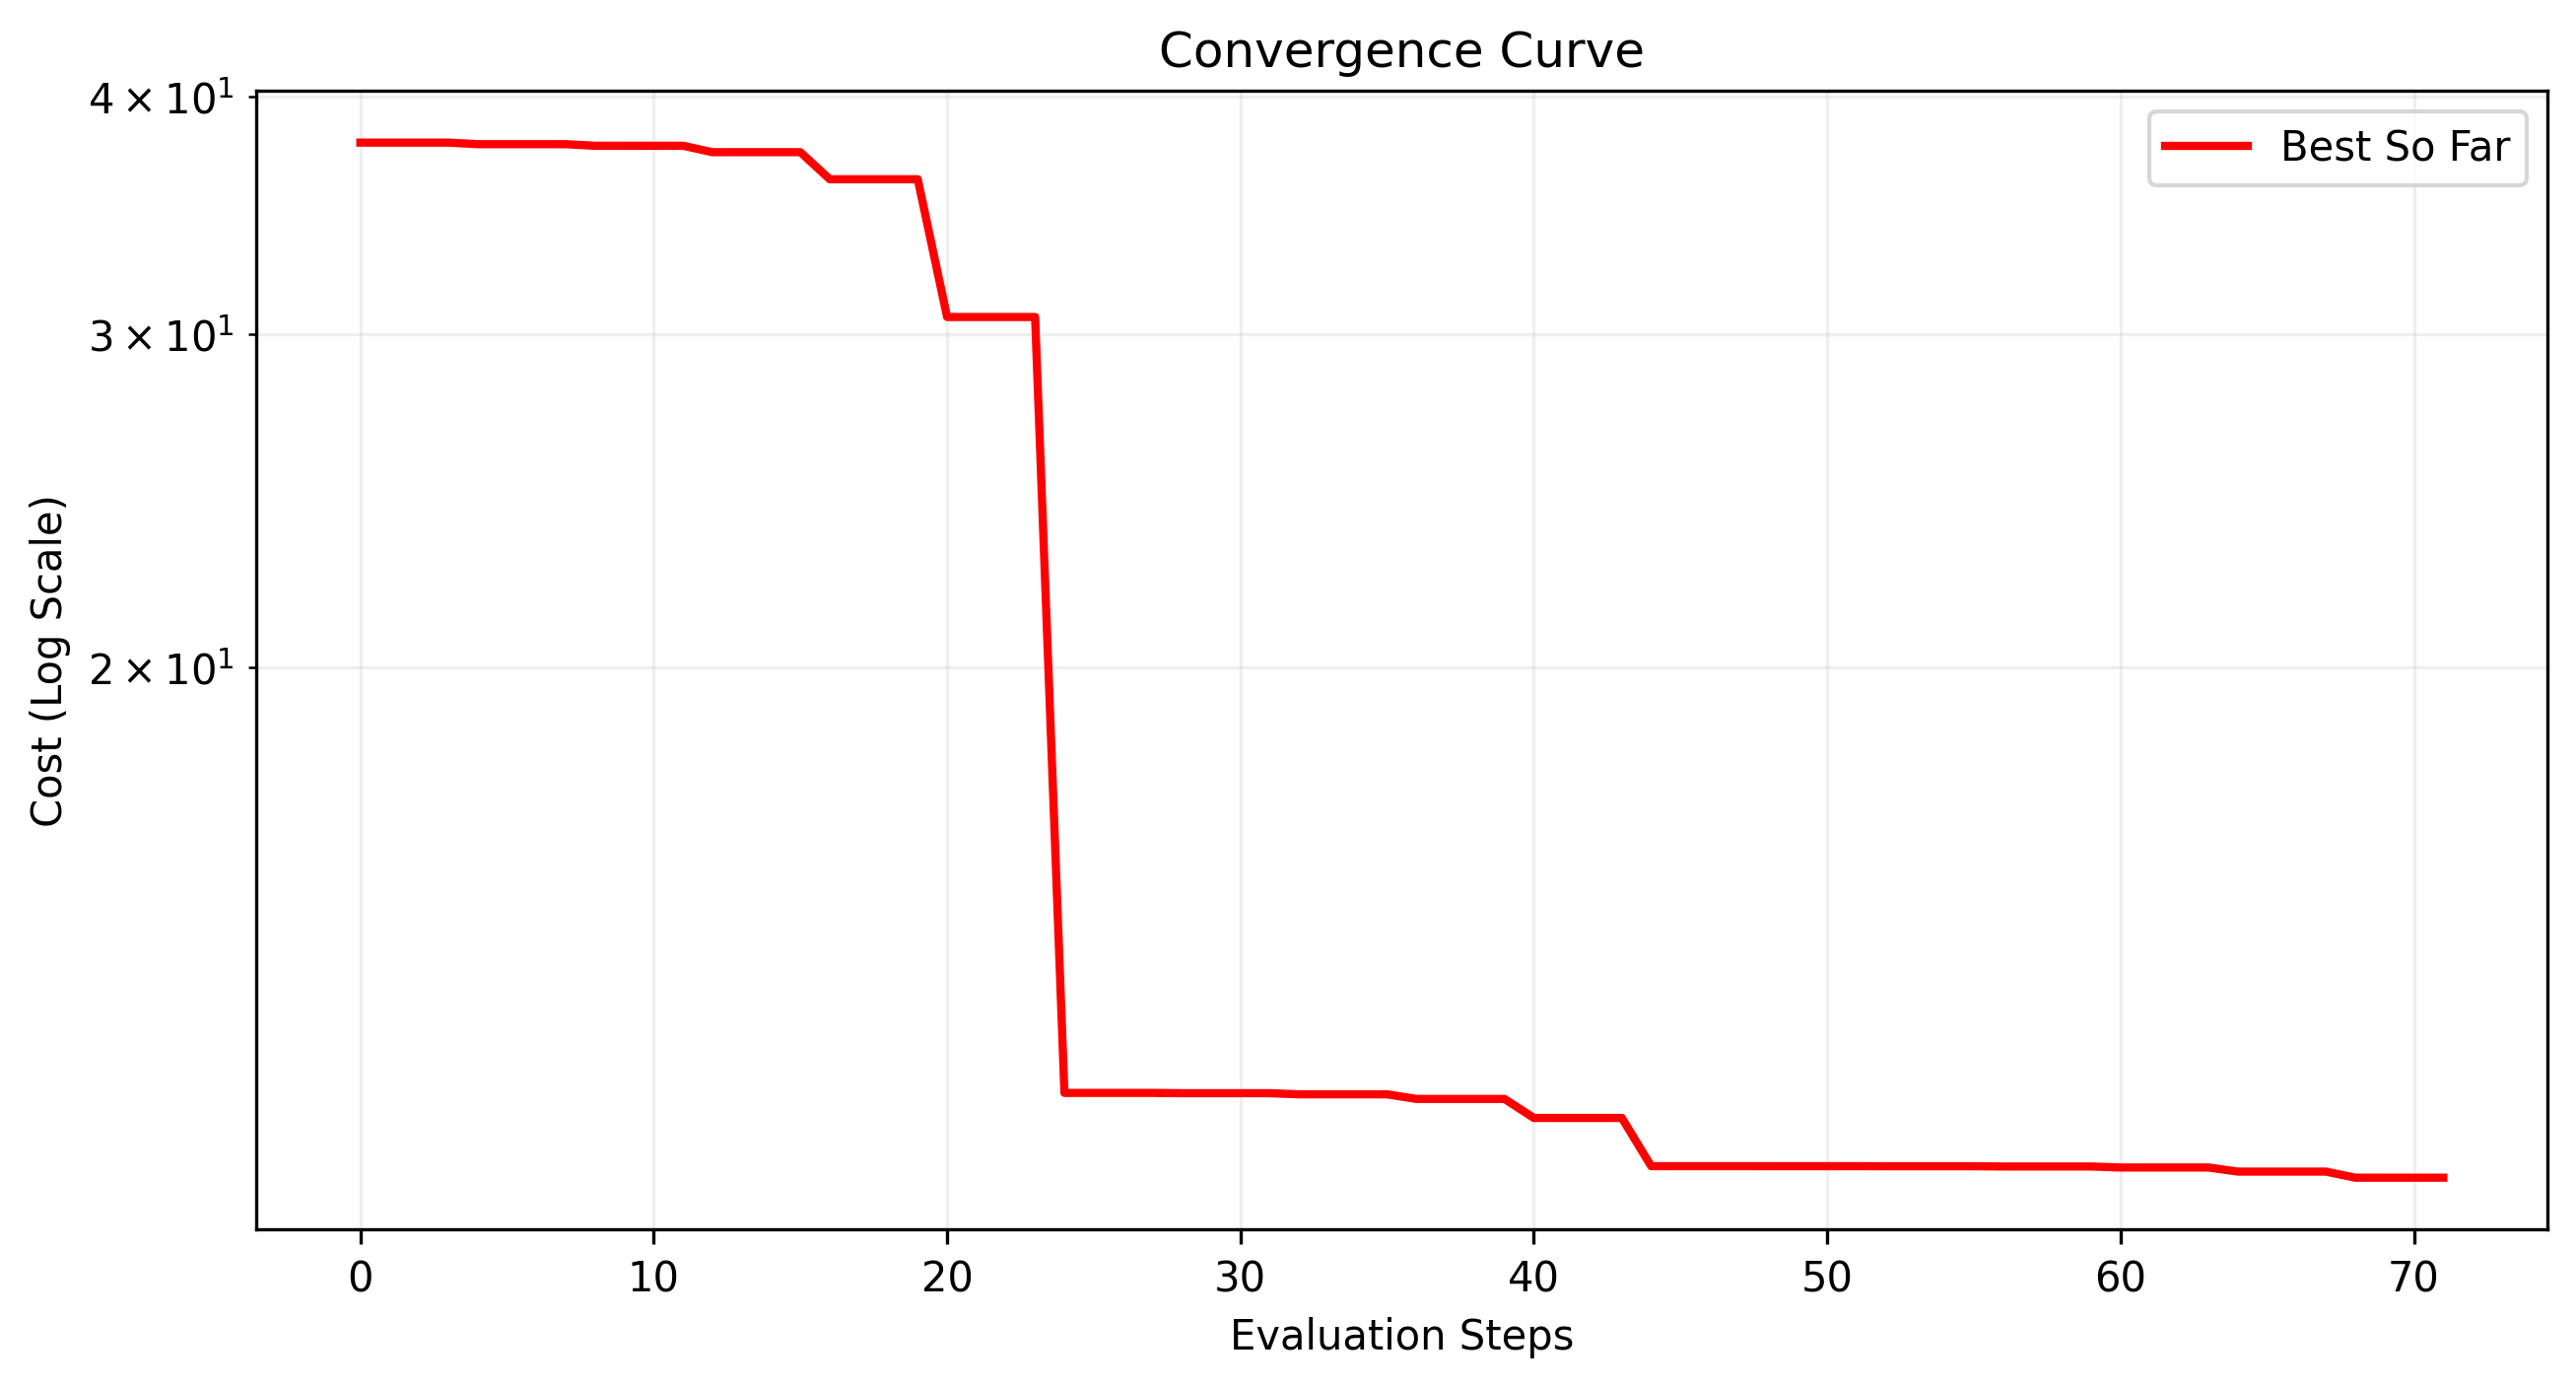 Convergence Curve
4×10¹
3×10¹
2×10¹
Cost (Log Scale)
Best So Far
0 10 20 30 40 50 60 70
Evaluation Steps